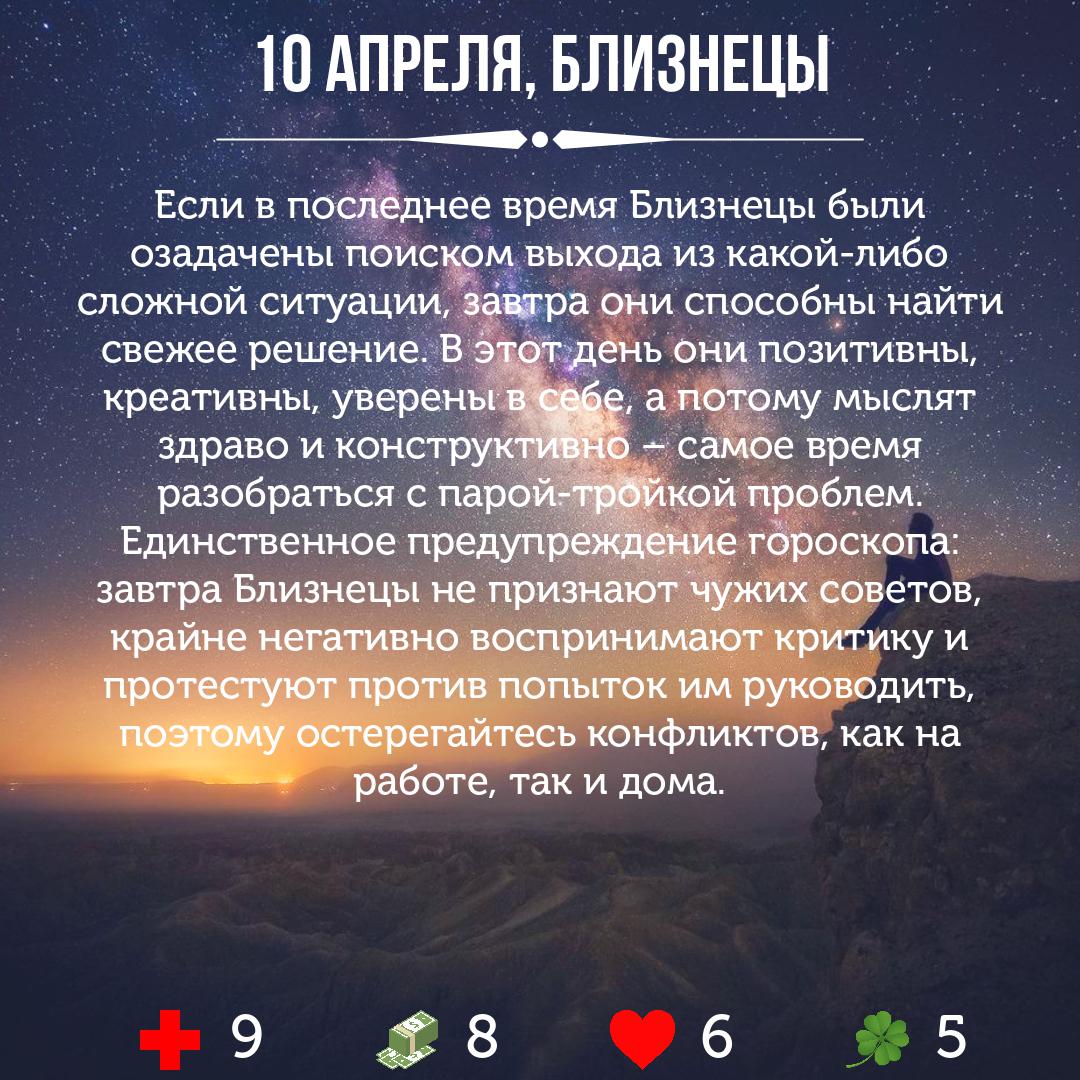 10 АПРЕЛЯ, БЛИЗНЕЦЫ
Если в последнее время Близнецы были
озадачены поиском выхода из какой-либо
сложной ситуации, завтра они способны найти
свежее решение. В этот день они позитивны,
креативны, уверены в себе, а потому мыслят
здраво и конструктивно – самое время
разобраться с парой-тройкой проблем.
Единственное предупреждение гороскопа:
завтра Близнецы не признают чужих советов,
крайне негативно воспринимают критику и
протестуют против попыток им руководить,
поэтому остерегайтесь конфликтов, как на
работе, так и дома.
9 8 6 5